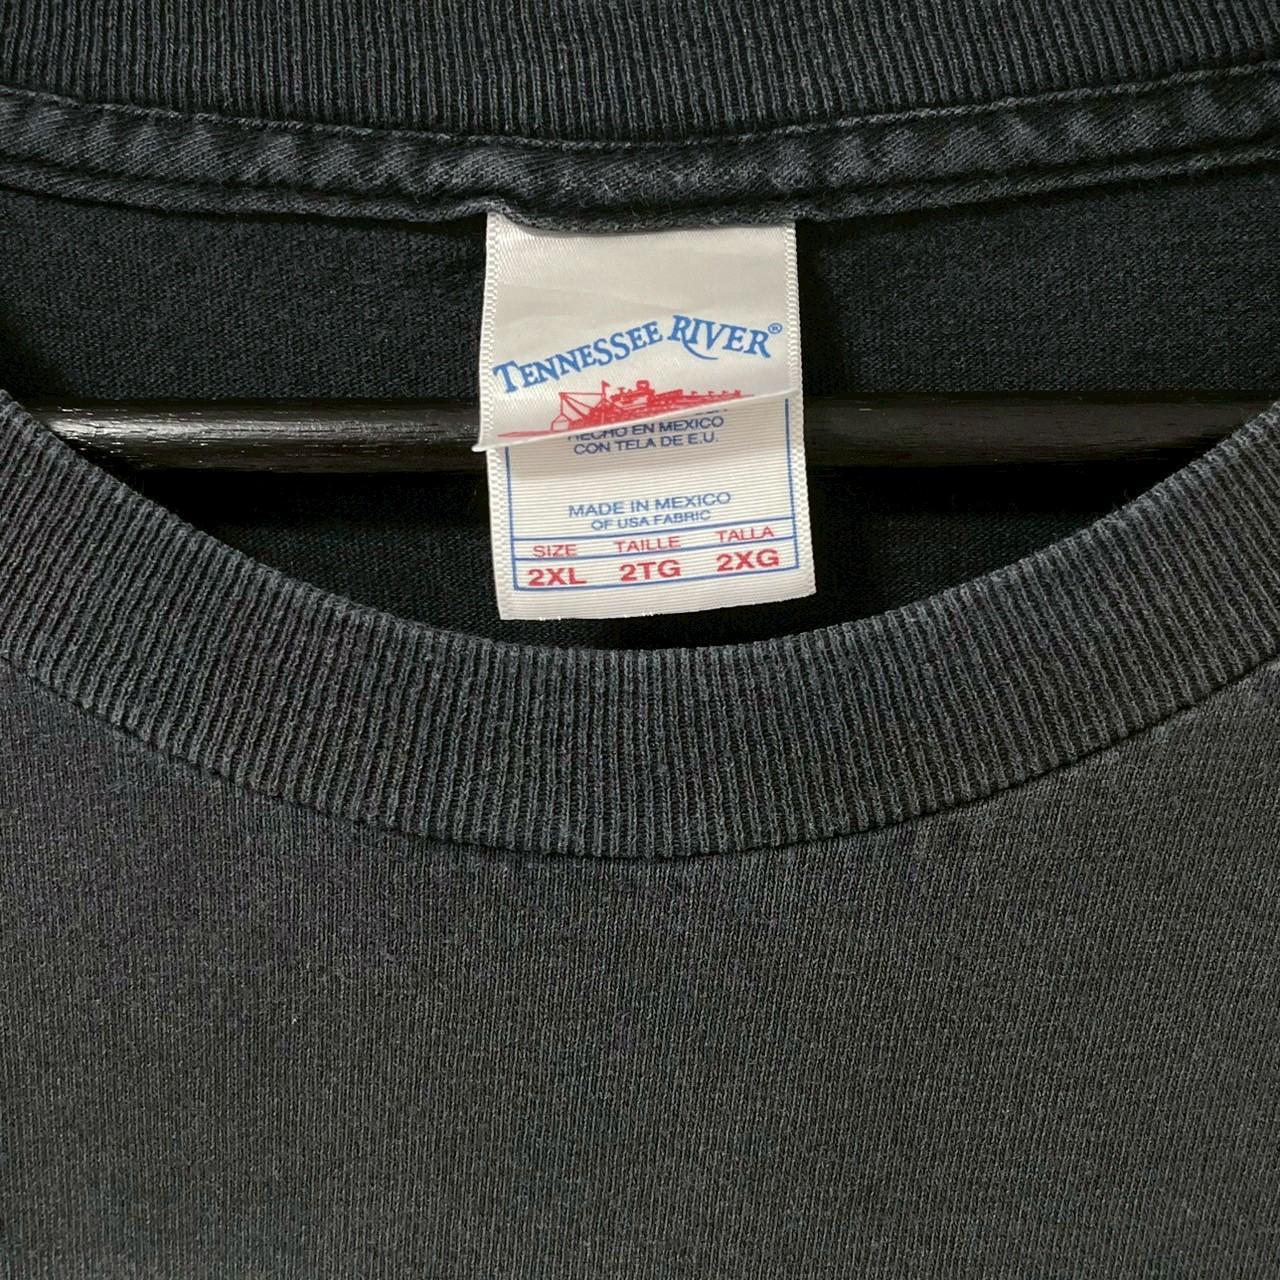 TENNESSEE RIVER®
HECHO EN MEXICO
CON TELA DE E.U.
MADE IN MEXICO
OF USA FABRIC
SIZE TAILLE TALLA
2XL 2TG 2XG